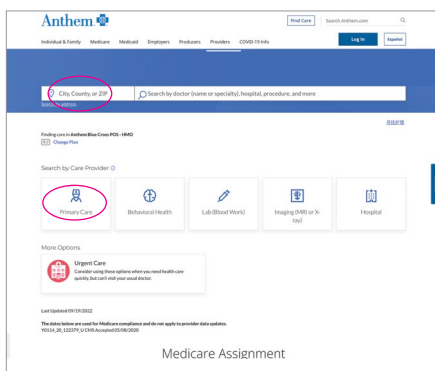 Anthem
Find Care
Search Anthem.com
Individual & Family Medicare Medicaid Employers Producers Providers COVID-19 Info
Log In
Español
City, County, or ZIP
Search by doctor (name or specialty), hospital, procedure, and more
Search by address
Finding care in Anthem Blue Cross POS - HMO
Change Plan
Search by Care Provider
Primary Care
Behavioral Health
Lab (Blood Work)
Imaging (MRI or X-
ray)
Hospital
More Options
Urgent Care
Consider using these options when you need health care
quickly, but can't visit your usual doctor.
Last Updated 09/19/2022
The dates below are used for Medicare compliance and do not apply to provider data updates.
Y0114_20_122379_U CMS Accepted 05/08/2020
Medicare Assignment